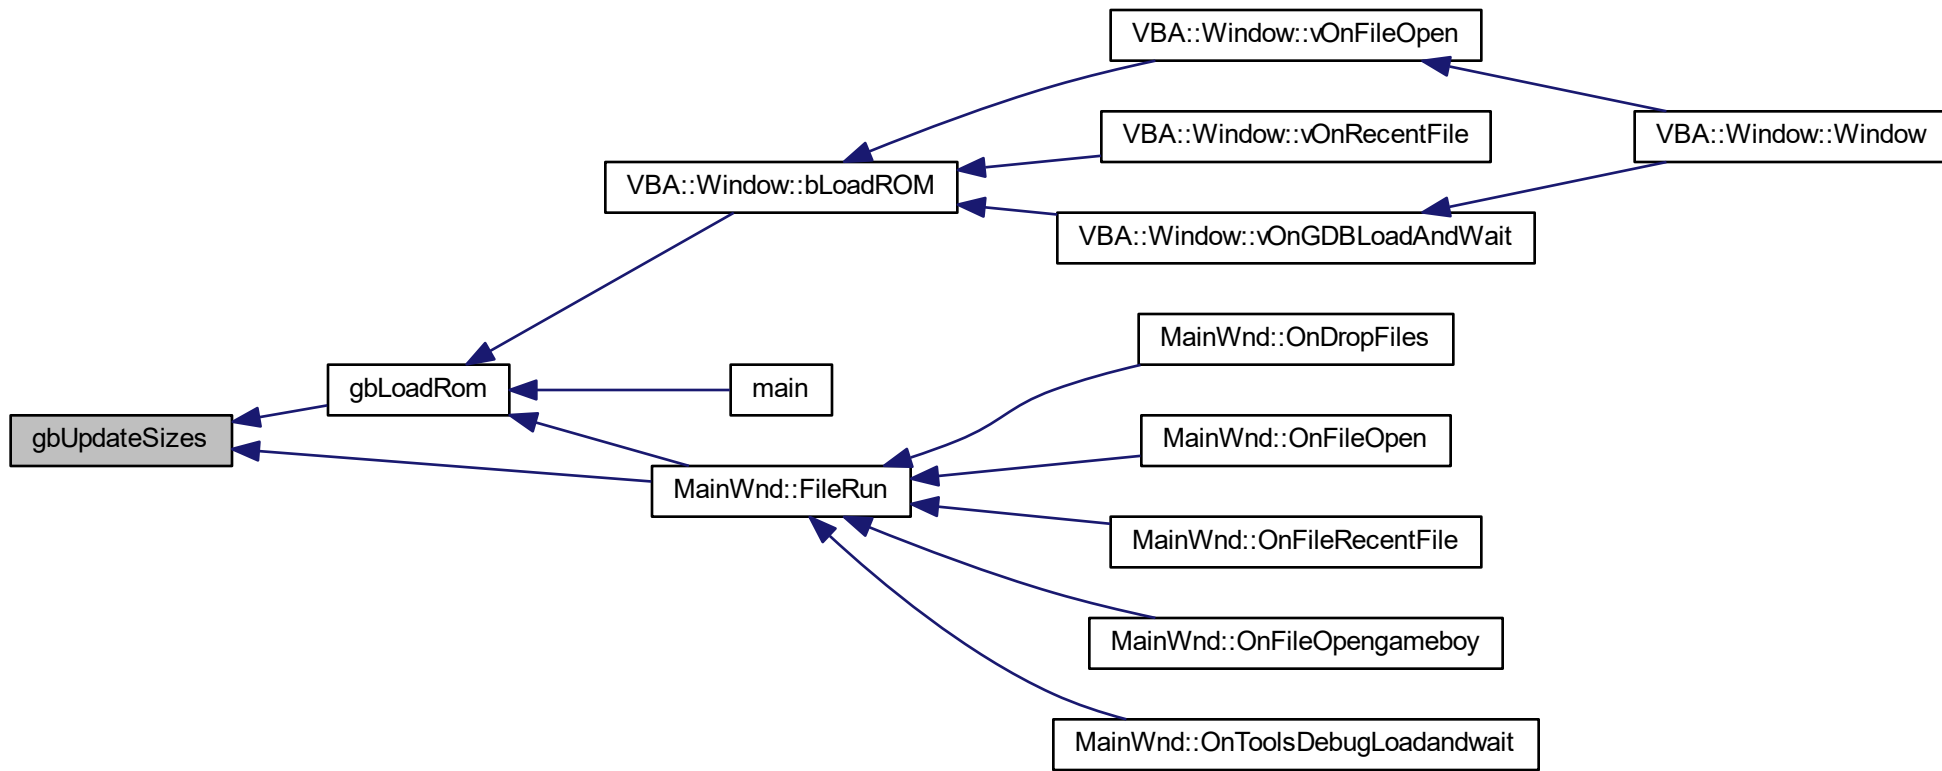 VBA::Window::vOnFileOpen
VBA::Window::vOnRecentFile
VBA::Window::Window
VBA::Window::bLoadROM
VBA::Window::vOnGDBLoadAndWait
MainWnd::OnDropFiles
gbLoadRom
main
gbUpdateSizes
MainWnd::OnFileOpen
MainWnd::FileRun
MainWnd::OnFileRecentFile
MainWnd::OnFileOpengameboy
MainWnd::OnToolsDebugLoadandwait